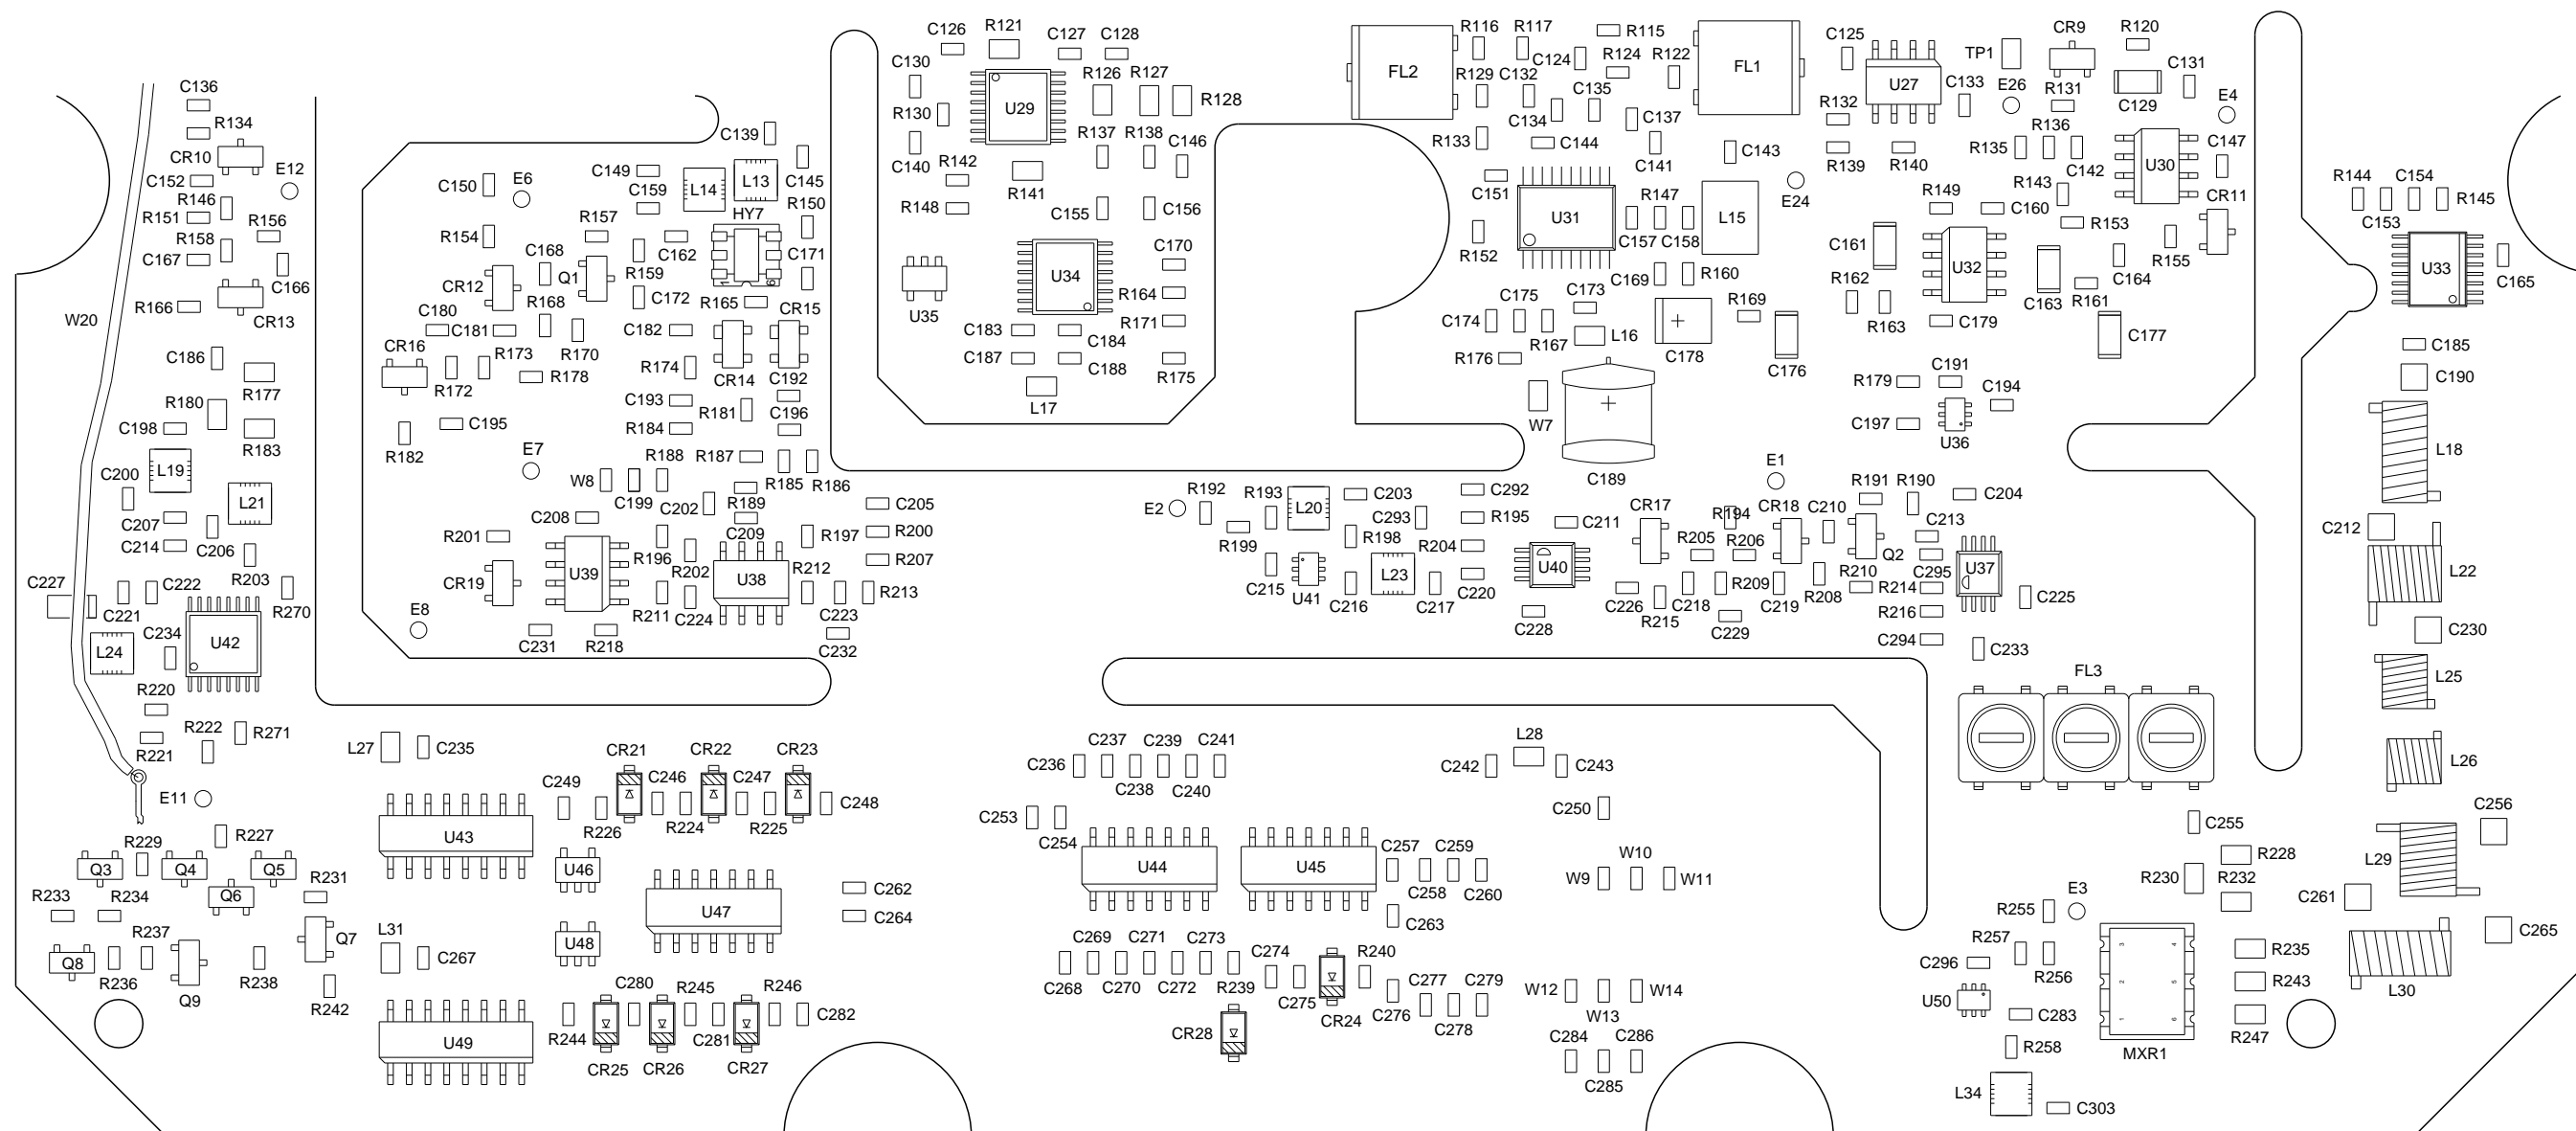 C126 R121 C127 C128 R116 R117 R115 C125 CR9 R120
C136 C130 FL2 C124 R124 R122 FL1 TP1 C131
R134 R126 R127 R128 R129 C132 C135 U27 C133 E26 R131 C129 E4
R130 U29 C139 C134 C137 R132 R136
CR10 E12 C140 R142 R137 R138 C146 R133 C144 C141 C143 R139 R140 R135 C142 U30 C147
C152 C150 E6 C149 C159 L14 L13 C145 R141 C151 E24 R143 R144 C154 R145
R146 R151 R156 R157 HY7 R150 R148 C155 C156 U31 R147 L15 R149 C160 R153 CR11 C153
R158 C167 R154 C168 Q1 R159 C162 C171 C170 R152 C157 C158 C161 U32 C164 R155 U33 C165
C166 CR12 C172 U34 R164 C169 R160 R162 C163 R161
1 6
W20 R166 CR13 C180 C181 R168 R165 CR15 U35 C183 C184 R171 C174 C175 C173 R169 R163 C179 C177
C182 L16 R167 C178
C186 CR16 R173 R170 R174 CR14 C192 C187 C188 R175 R176 C176 R179 C191 C194 C185
R177 R172 R178 L17 C190
R180 C193 R181 C196 W7 C197 U36
C198 R183 R182 C195 R184 L18
C200 L19 E7 R188 R187 R185 R186 C189 E1
W8 C199 C202 R189 C205 E2 R192 R193 L20 C203 C292 R191 R190 C204
L21 C207 C208 C293 R195 C211 CR17 R194 CR18 C210 C213 C212
C214 C206 R201 R196 C209 R197 R200 R199 R198 R204 R205 R206 Q2
C227 C222 R203 CR19 U39 R202 U38 R212 R207 C215 U41 L23 U40 R209 R210 C295 U37 L22
C221 R270 R211 C224 C223 R213 C216 C217 C220 C226 R215 C218 C219 R208 R214 C225
L24 C234 U42 E8 C231 R218 C232 C228 C229 R216 C294 C233 C230
R220 FL3 L25
R222 R271
R221 L27 C235 CR21 CR22 CR23 C236 C237 C239 C241 C242 L28 C243 L26
E11 C249 C246 C247 C248 C238 C240 C250
R229 R227 U43 R226 R224 R225 C253 C254 C255 C256
Q3 Q4 Q5 U46 U44 U45 C257 C259 W10 R228 L29
R233 R234 Q6 R231 U47 C262 C258 C260 W9 W11 R230 R232 C261
C264 C263 R255 E3 C265
Q8 R237 Q7 L31 C267 U48 C269 C271 C273 C274 R240 R257 R235
R236 Q9 R238 R242 C280 R245 R246 C268 C270 C272 R239 C275 CR24 C277 C279 W12 W14 C296 R256 3 4 R243 L30
U49 R244 C281 C282 CR28 C276 C278 W13 U50 C283 2 5 R247
CR25 CR26 CR27 C284 C286 R258 1 6 MXR1
C285
L34 C303